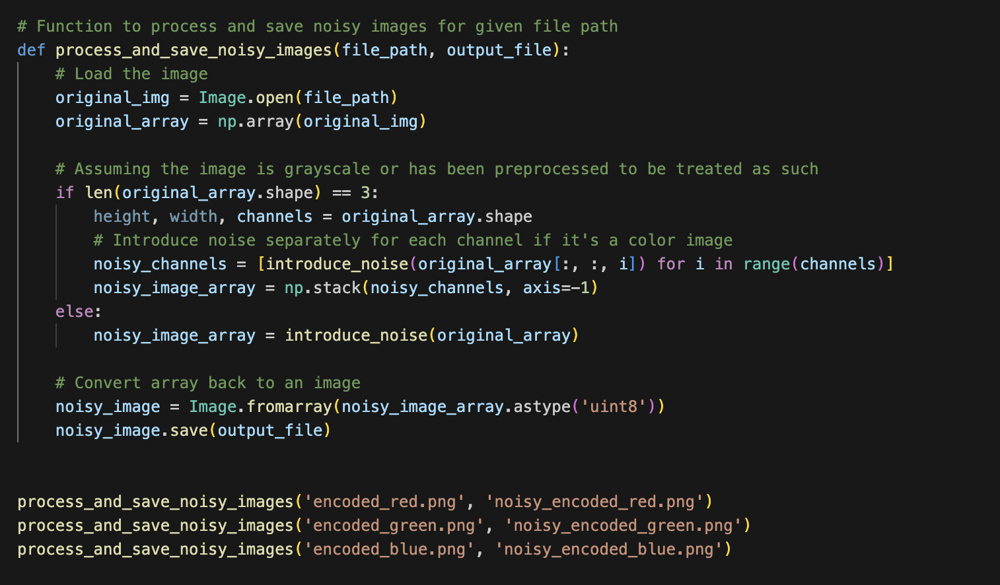 # Function to process and save noisy images for given file path
def process_and_save_noisy_images(file_path, output_file):
    # Load the image
    original_img = Image.open(file_path)
    original_array = np.array(original_img)

    # Assuming the image is grayscale or has been preprocessed to be treated as such
    if len(original_array.shape) == 3:
        height, width, channels = original_array.shape
        # Introduce noise separately for each channel if it's a color image
        noisy_channels = [introduce_noise(original_array[:, :, i]) for i in range(channels)]
        noisy_image_array = np.stack(noisy_channels, axis=-1)
    else:
        noisy_image_array = introduce_noise(original_array)

    # Convert array back to an image
    noisy_image = Image.fromarray(noisy_image_array.astype('uint8'))
    noisy_image.save(output_file)


process_and_save_noisy_images('encoded_red.png', 'noisy_encoded_red.png')
process_and_save_noisy_images('encoded_green.png', 'noisy_encoded_green.png')
process_and_save_noisy_images('encoded_blue.png', 'noisy_encoded_blue.png')